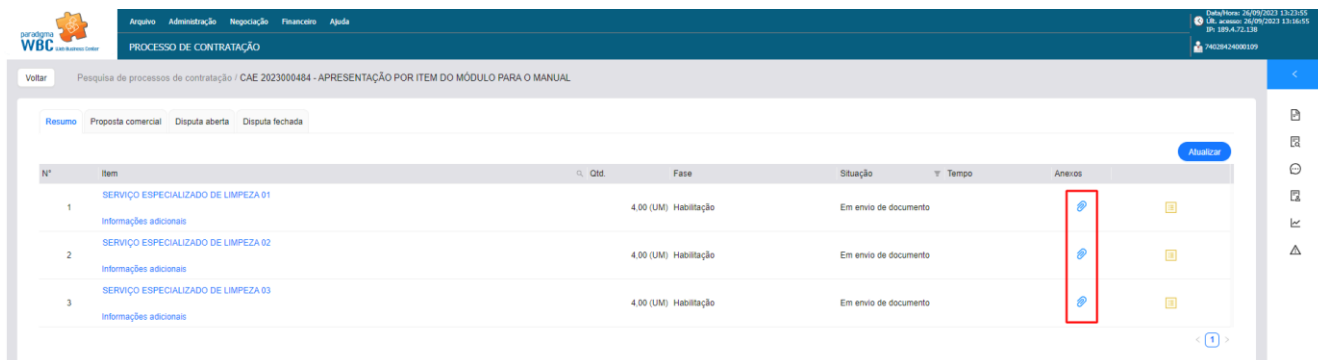 paradigma
WBC Web Business Center
Arquivo Administração Negociação Financeiro Ajuda
PROCESSO DE CONTRATAÇÃO
Data/Hora: 26/09/2023 13:23:55
Últ. acesso: 26/09/2023 13:16:55
IP: 189.4.72.138
74028424000109
Voltar Pesquisa de processos de contratação / CAE 2023000484 - APRESENTAÇÃO POR ITEM DO MÓDULO PARA O MANUAL
Resumo Proposta comercial Disputa aberta Disputa fechada
Atualizar
N° Item Qtd. Fase Situação Tempo Anexos
SERVIÇO ESPECIALIZADO DE LIMPEZA 01
1 4,00 (UM) Habilitação Em envio de documento
Informações adicionais
SERVIÇO ESPECIALIZADO DE LIMPEZA 02
2 4,00 (UM) Habilitação Em envio de documento
Informações adicionais
SERVIÇO ESPECIALIZADO DE LIMPEZA 03
3 4,00 (UM) Habilitação Em envio de documento
Informações adicionais
< 1 >